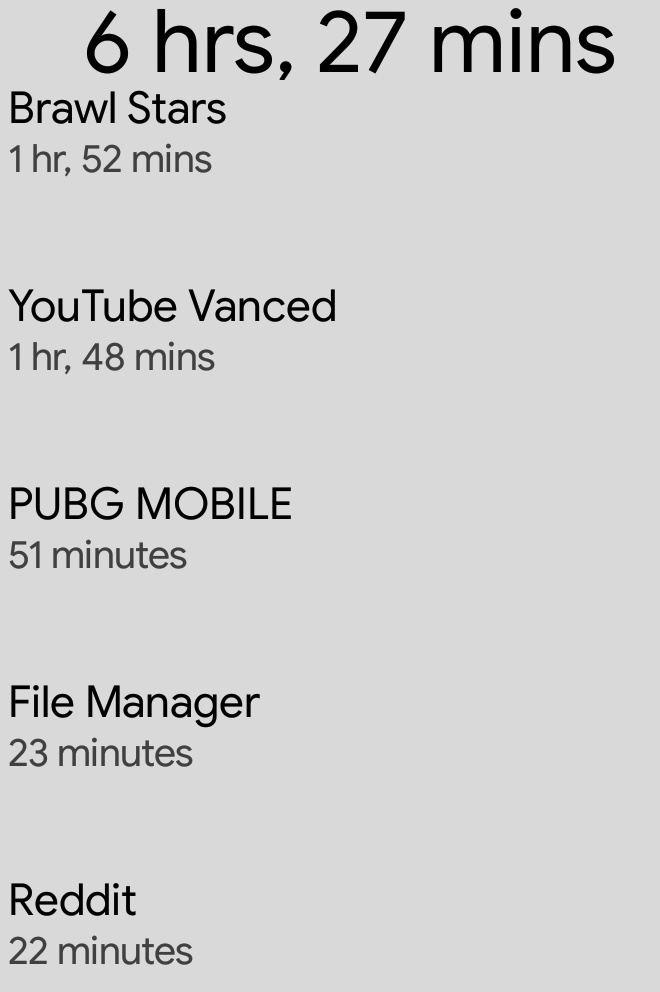 6 hrs, 27 mins
Brawl Stars
1 hr, 52 mins
YouTube Vanced
1 hr, 48 mins
PUBG MOBILE
51 minutes
File Manager
23 minutes
Reddit
22 minutes